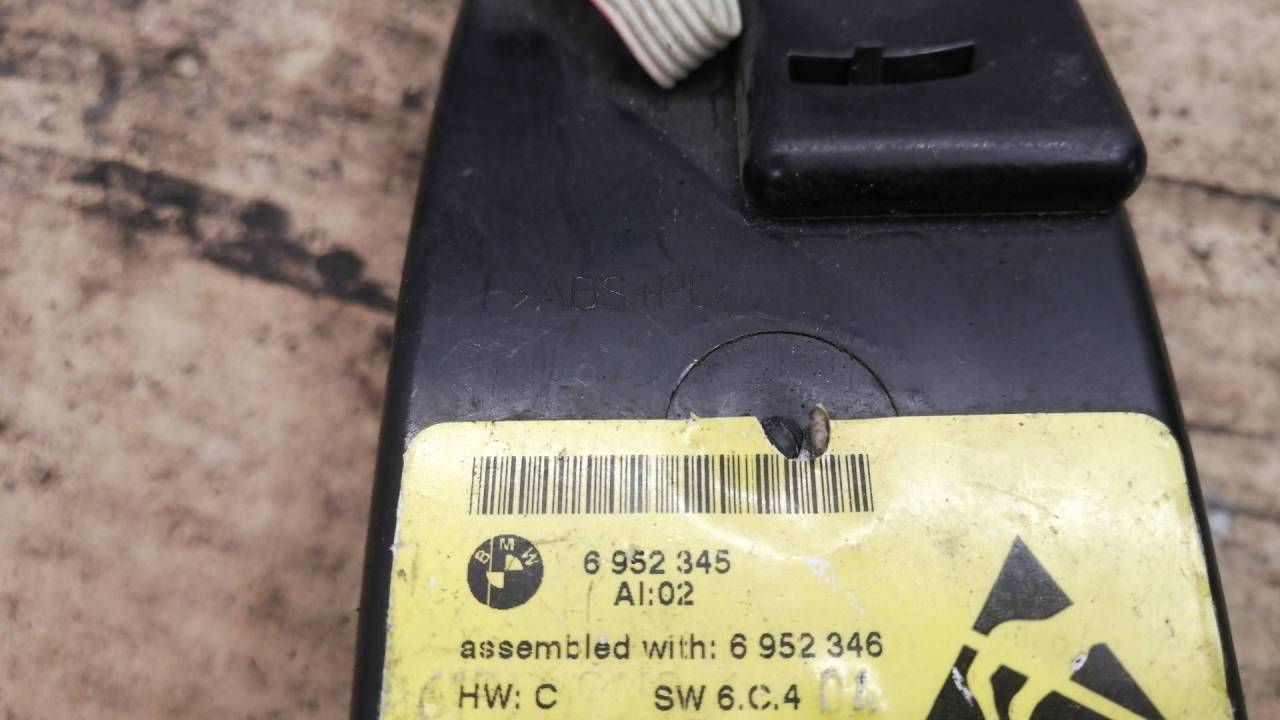 >ABS+PC<
BMW
6 952 345
AI:02
assembled with: 6 952 346
HW: C SW 6.C.4